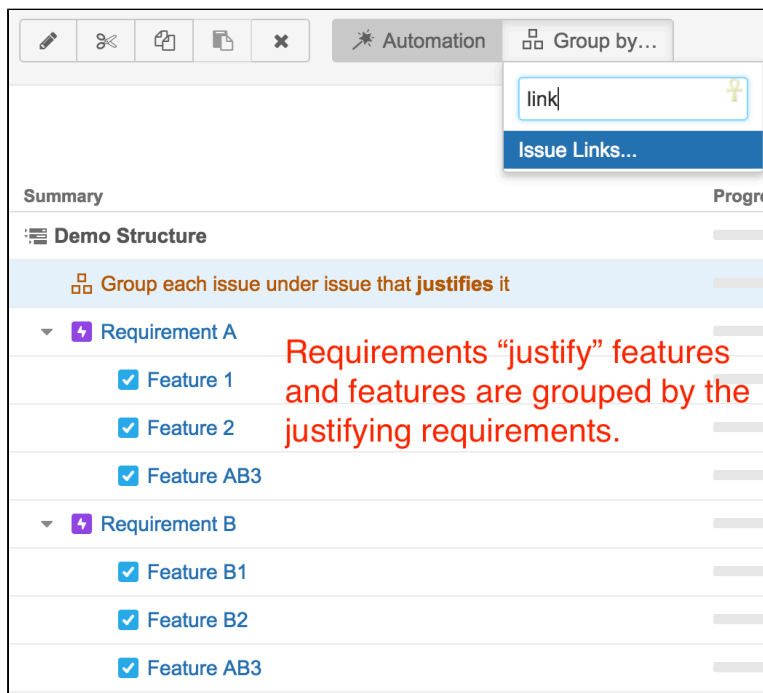 Automation
Group by...
link
Issue Links...
Summary
Progre
Demo Structure
Group each issue under issue that justifies it
Requirement A
Requirements “justify” features
and features are grouped by the
justifying requirements.
Feature 1
Feature 2
Feature AB3
Requirement B
Feature B1
Feature B2
Feature AB3